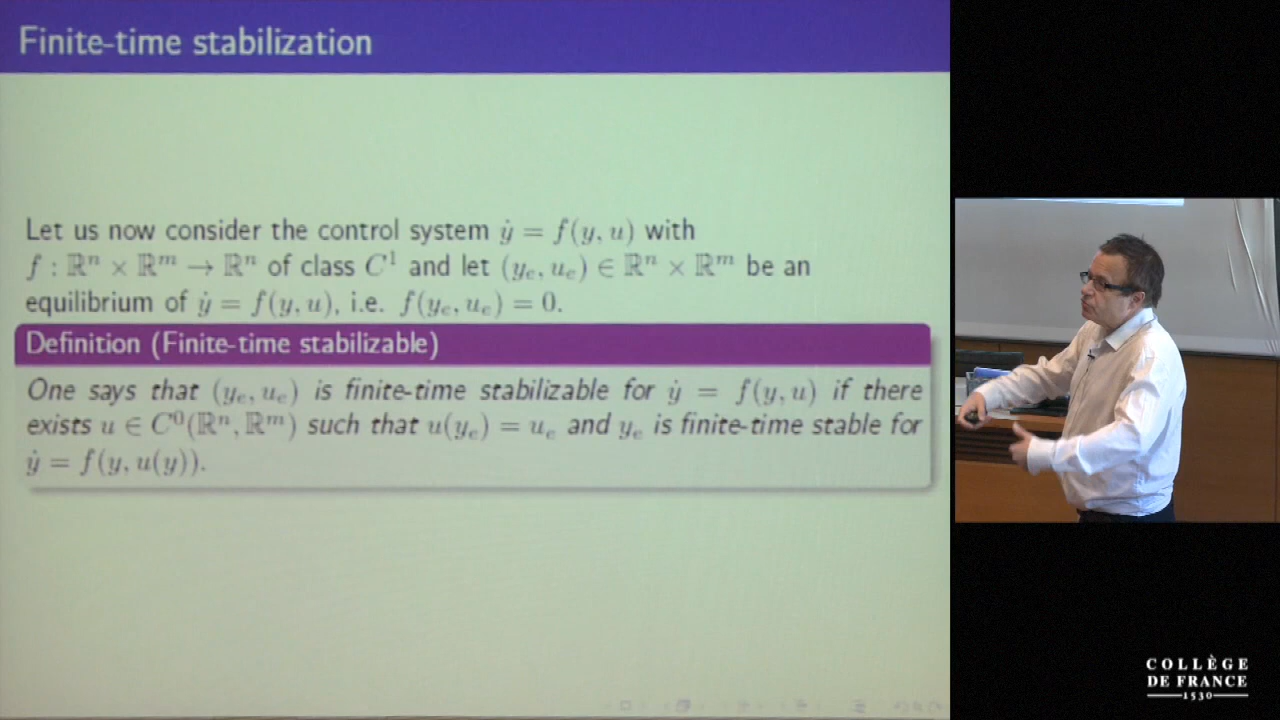 Finite-time stabilization
Let us now consider the control system ẏ = f(y, u) with
f : ℝⁿ × ℝᵐ → ℝⁿ of class C¹ and let (yₑ, uₑ) ∈ ℝⁿ × ℝᵐ be an
equilibrium of ẏ = f(y, u), i.e. f(yₑ, uₑ) = 0.
Definition (Finite-time stabilizable)
One says that (yₑ, uₑ) is finite-time stabilizable for ẏ = f(y, u) if there
exists u ∈ C⁰(ℝⁿ, ℝᵐ) such that u(yₑ) = uₑ and yₑ is finite-time stable for
ẏ = f(y, u(y)).
COLLÈGE
DE FRANCE
1530